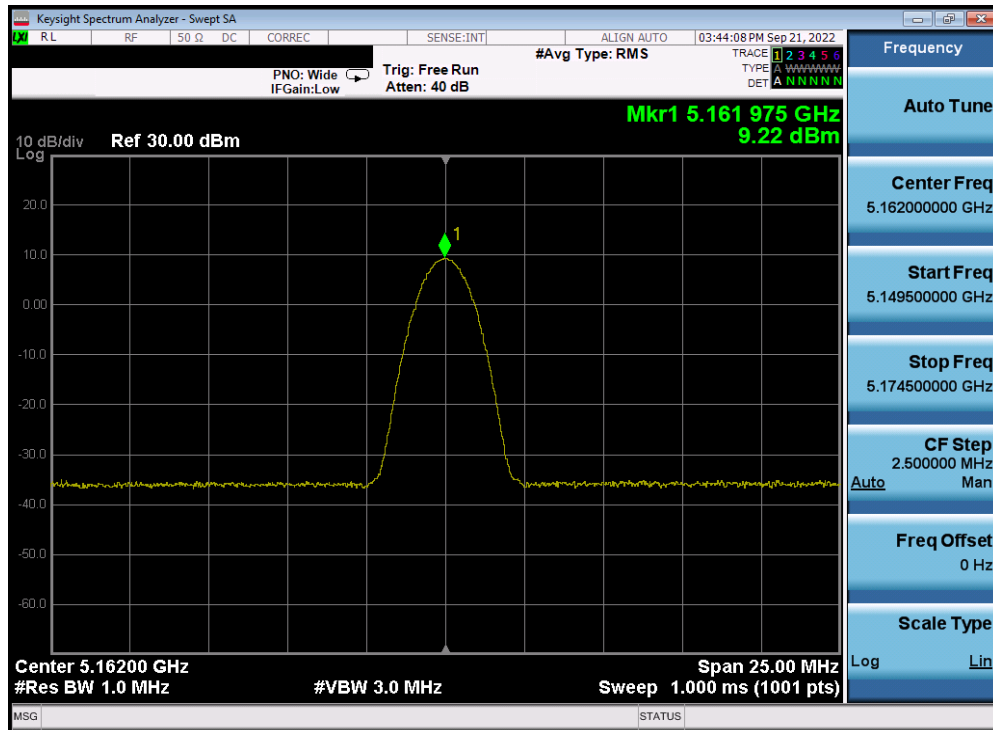 Keysight Spectrum Analyzer - Swept SA
LXI RL RF 50 Ω DC CORREC SENSE:INT ALIGN AUTO 03:44:08 PM Sep 21, 2022
PNO: Wide
IFGain:Low
Trig: Free Run
Atten: 40 dB
#Avg Type: RMS
TRACE 1 2 3 4 5 6
TYPE A WWWWW
DET A N N N N N
Mkr1 5.161 975 GHz
9.22 dBm
10 dB/div Ref 30.00 dBm
Log
20.0
10.0
0.00
-10.0
-20.0
-30.0
-40.0
-50.0
-60.0
1
Center 5.16200 GHz Span 25.00 MHz
#Res BW 1.0 MHz #VBW 3.0 MHz Sweep 1.000 ms (1001 pts)
MSG STATUS
Frequency
Auto Tune
Center Freq
5.162000000 GHz
Start Freq
5.149500000 GHz
Stop Freq
5.174500000 GHz
CF Step
2.500000 MHz
Auto Man
Freq Offset
0 Hz
Scale Type
Log Lin